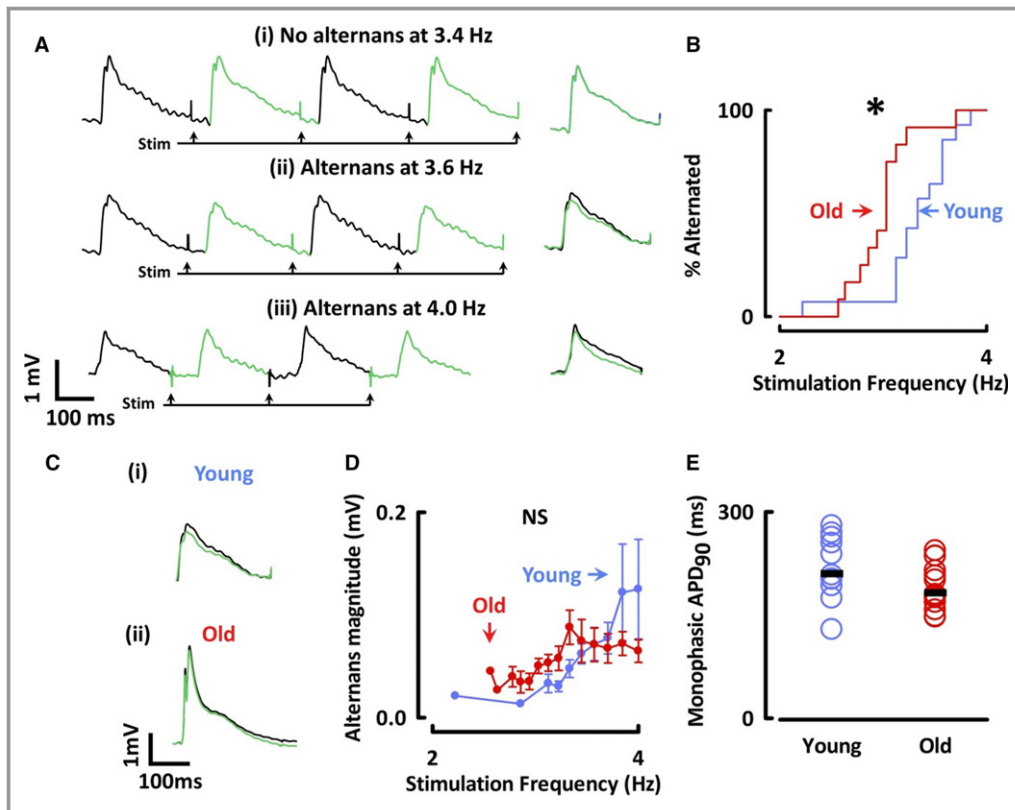 A
(i) No alternans at 3.4 Hz
Stim
(ii) Alternans at 3.6 Hz
Stim
(iii) Alternans at 4.0 Hz
1 mV
100 ms
Stim
B
100
*
% Alternated
Old
Young
0
2
4
Stimulation Frequency (Hz)
C
(i)
Young
(ii)
Old
1mV
100ms
D
0.2
NS
Alternans magnitude (mV)
Young
Old
0.0
2
4
Stimulation Frequency (Hz)
E
300
Monophasic APD90 (ms)
0
Young
Old